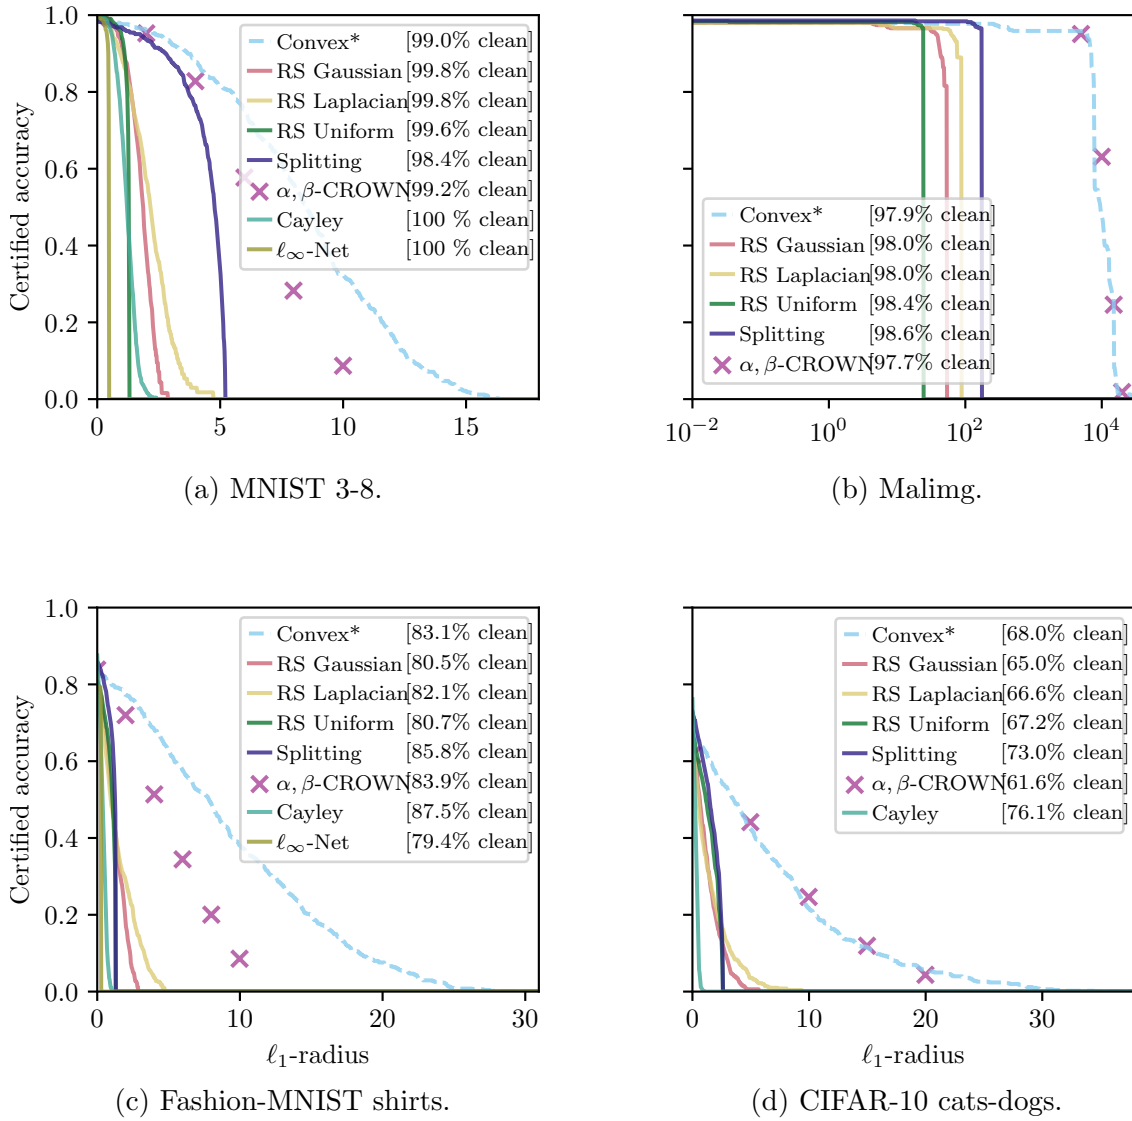 Certified accuracy
1.0
0.8
0.6
0.4
0.2
0.0
0
5
10
15
Convex* [99.0% clean]
RS Gaussian [99.8% clean]
RS Laplacian [99.8% clean]
RS Uniform [99.6% clean]
Splitting [98.4% clean]
α, β-CROWN [99.2% clean]
Cayley [100 % clean]
ℓ∞-Net [100 % clean]
(a) MNIST 3-8.
10⁻²
10⁰
10²
10⁴
Convex* [97.9% clean]
RS Gaussian [98.0% clean]
RS Laplacian [98.0% clean]
RS Uniform [98.4% clean]
Splitting [98.6% clean]
α, β-CROWN [97.7% clean]
(b) Malimg.
Certified accuracy
1.0
0.8
0.6
0.4
0.2
0.0
0
10
20
30
Convex* [83.1% clean]
RS Gaussian [80.5% clean]
RS Laplacian [82.1% clean]
RS Uniform [80.7% clean]
Splitting [85.8% clean]
α, β-CROWN [83.9% clean]
Cayley [87.5% clean]
ℓ∞-Net [79.4% clean]
ℓ₁-radius
(c) Fashion-MNIST shirts.
0
10
20
30
Convex* [68.0% clean]
RS Gaussian [65.0% clean]
RS Laplacian [66.6% clean]
RS Uniform [67.2% clean]
Splitting [73.0% clean]
α, β-CROWN [61.6% clean]
Cayley [76.1% clean]
ℓ₁-radius
(d) CIFAR-10 cats-dogs.